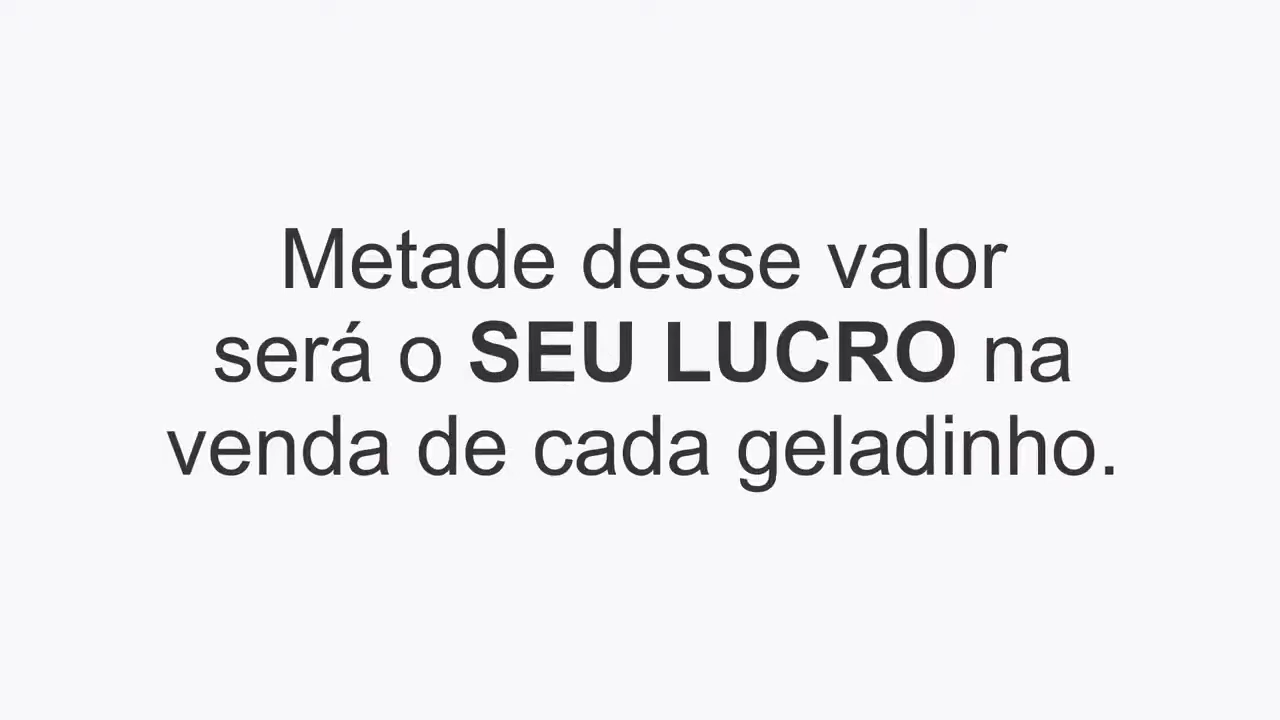 Metade desse valor
será o SEU LUCRO na
venda de cada geladinho.